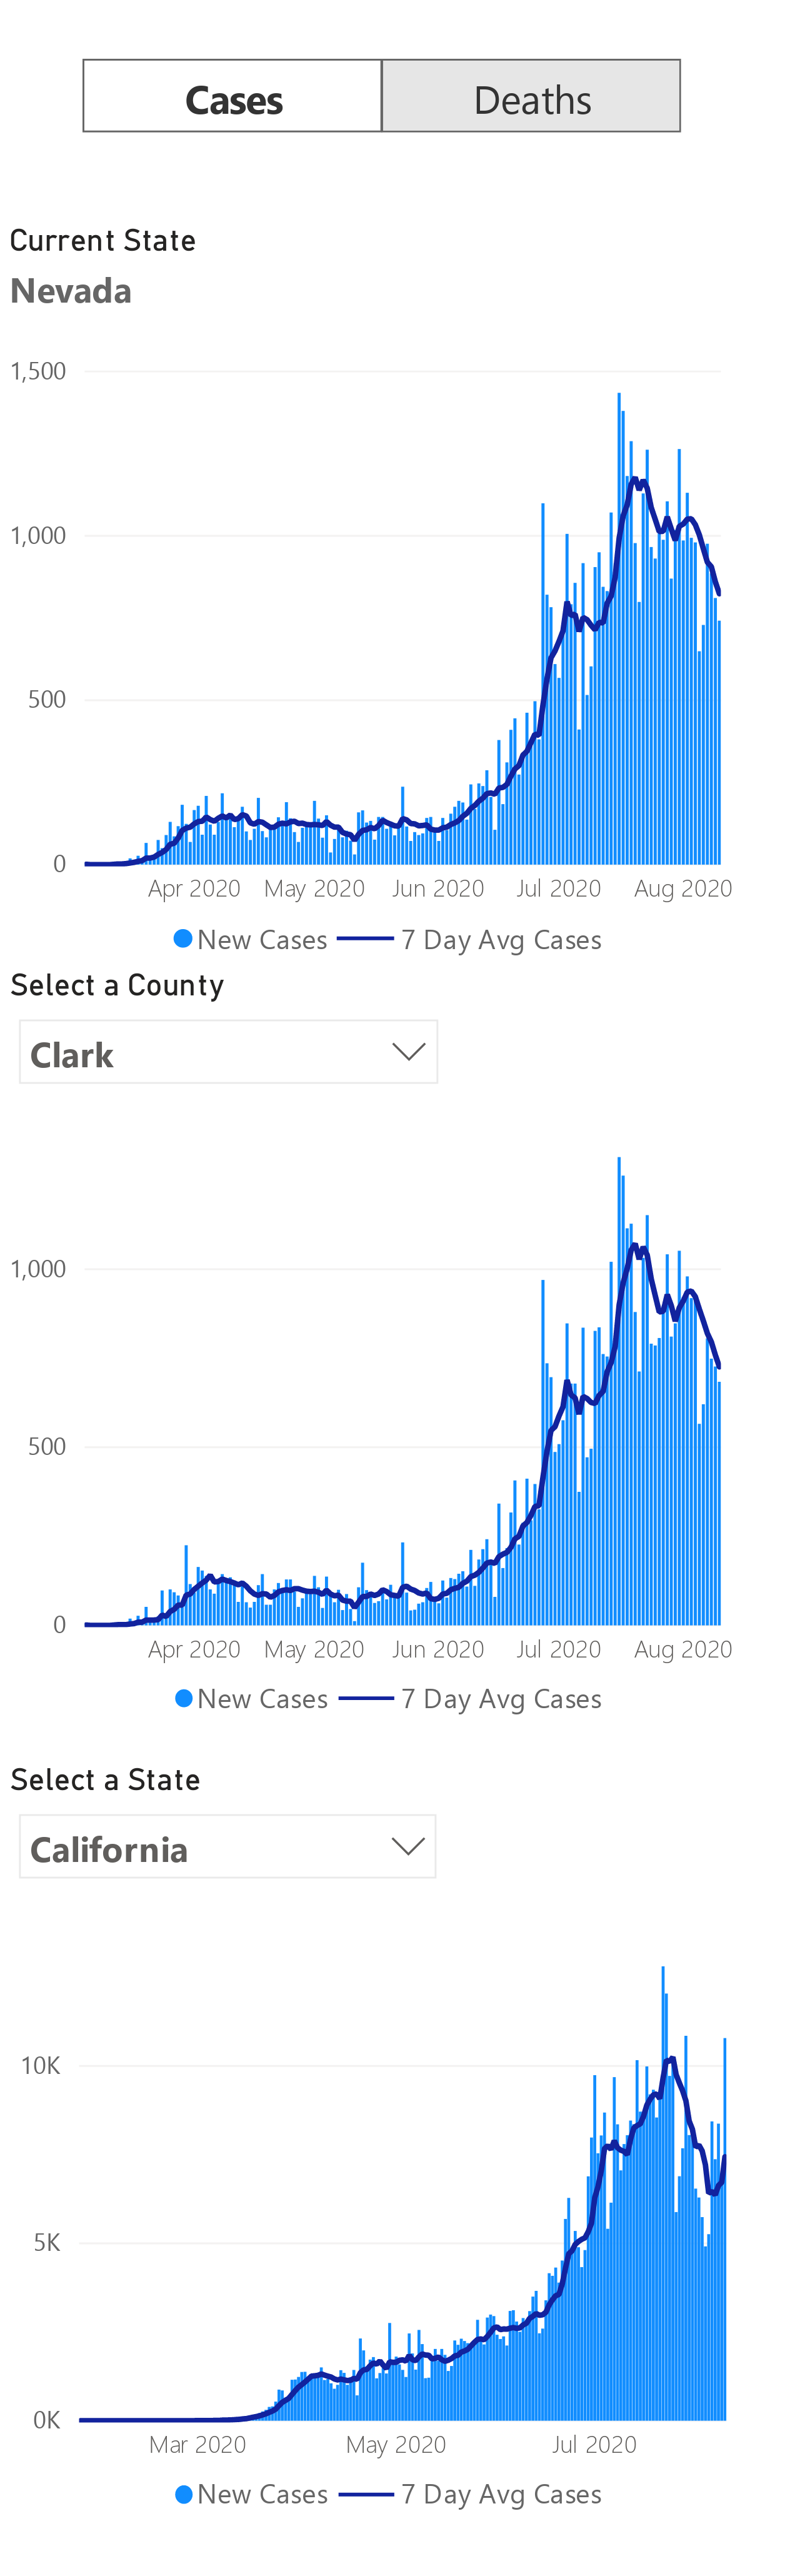 Cases Deaths
Current State
Nevada
1,500
1,000
500
0
Apr 2020 May 2020 Jun 2020 Jul 2020 Aug 2020
New Cases 7 Day Avg Cases
Select a County
Clark
1,000
500
0
Apr 2020 May 2020 Jun 2020 Jul 2020 Aug 2020
New Cases 7 Day Avg Cases
Select a State
California
10K
5K
0K
Mar 2020 May 2020 Jul 2020
New Cases 7 Day Avg Cases